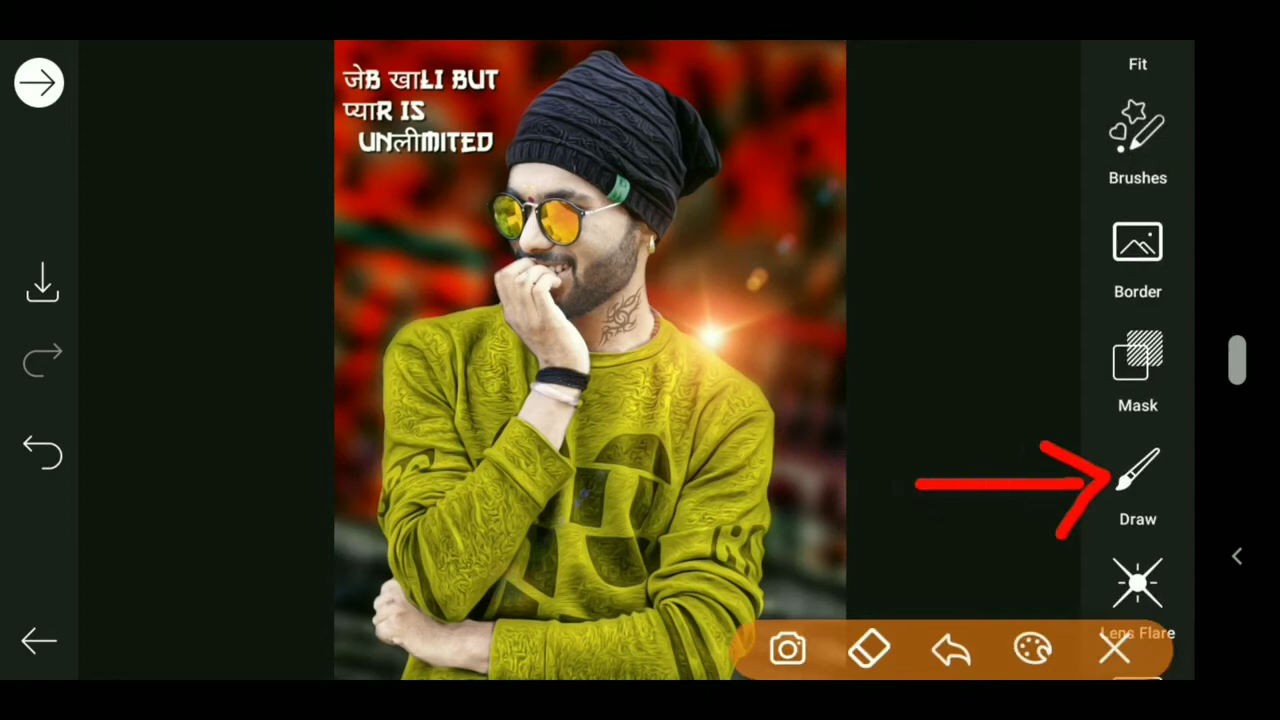 जेB खाLI BUT
प्याR IS
UNलीMITED
Fit
Brushes
Border
Mask
Draw
Lens Flare